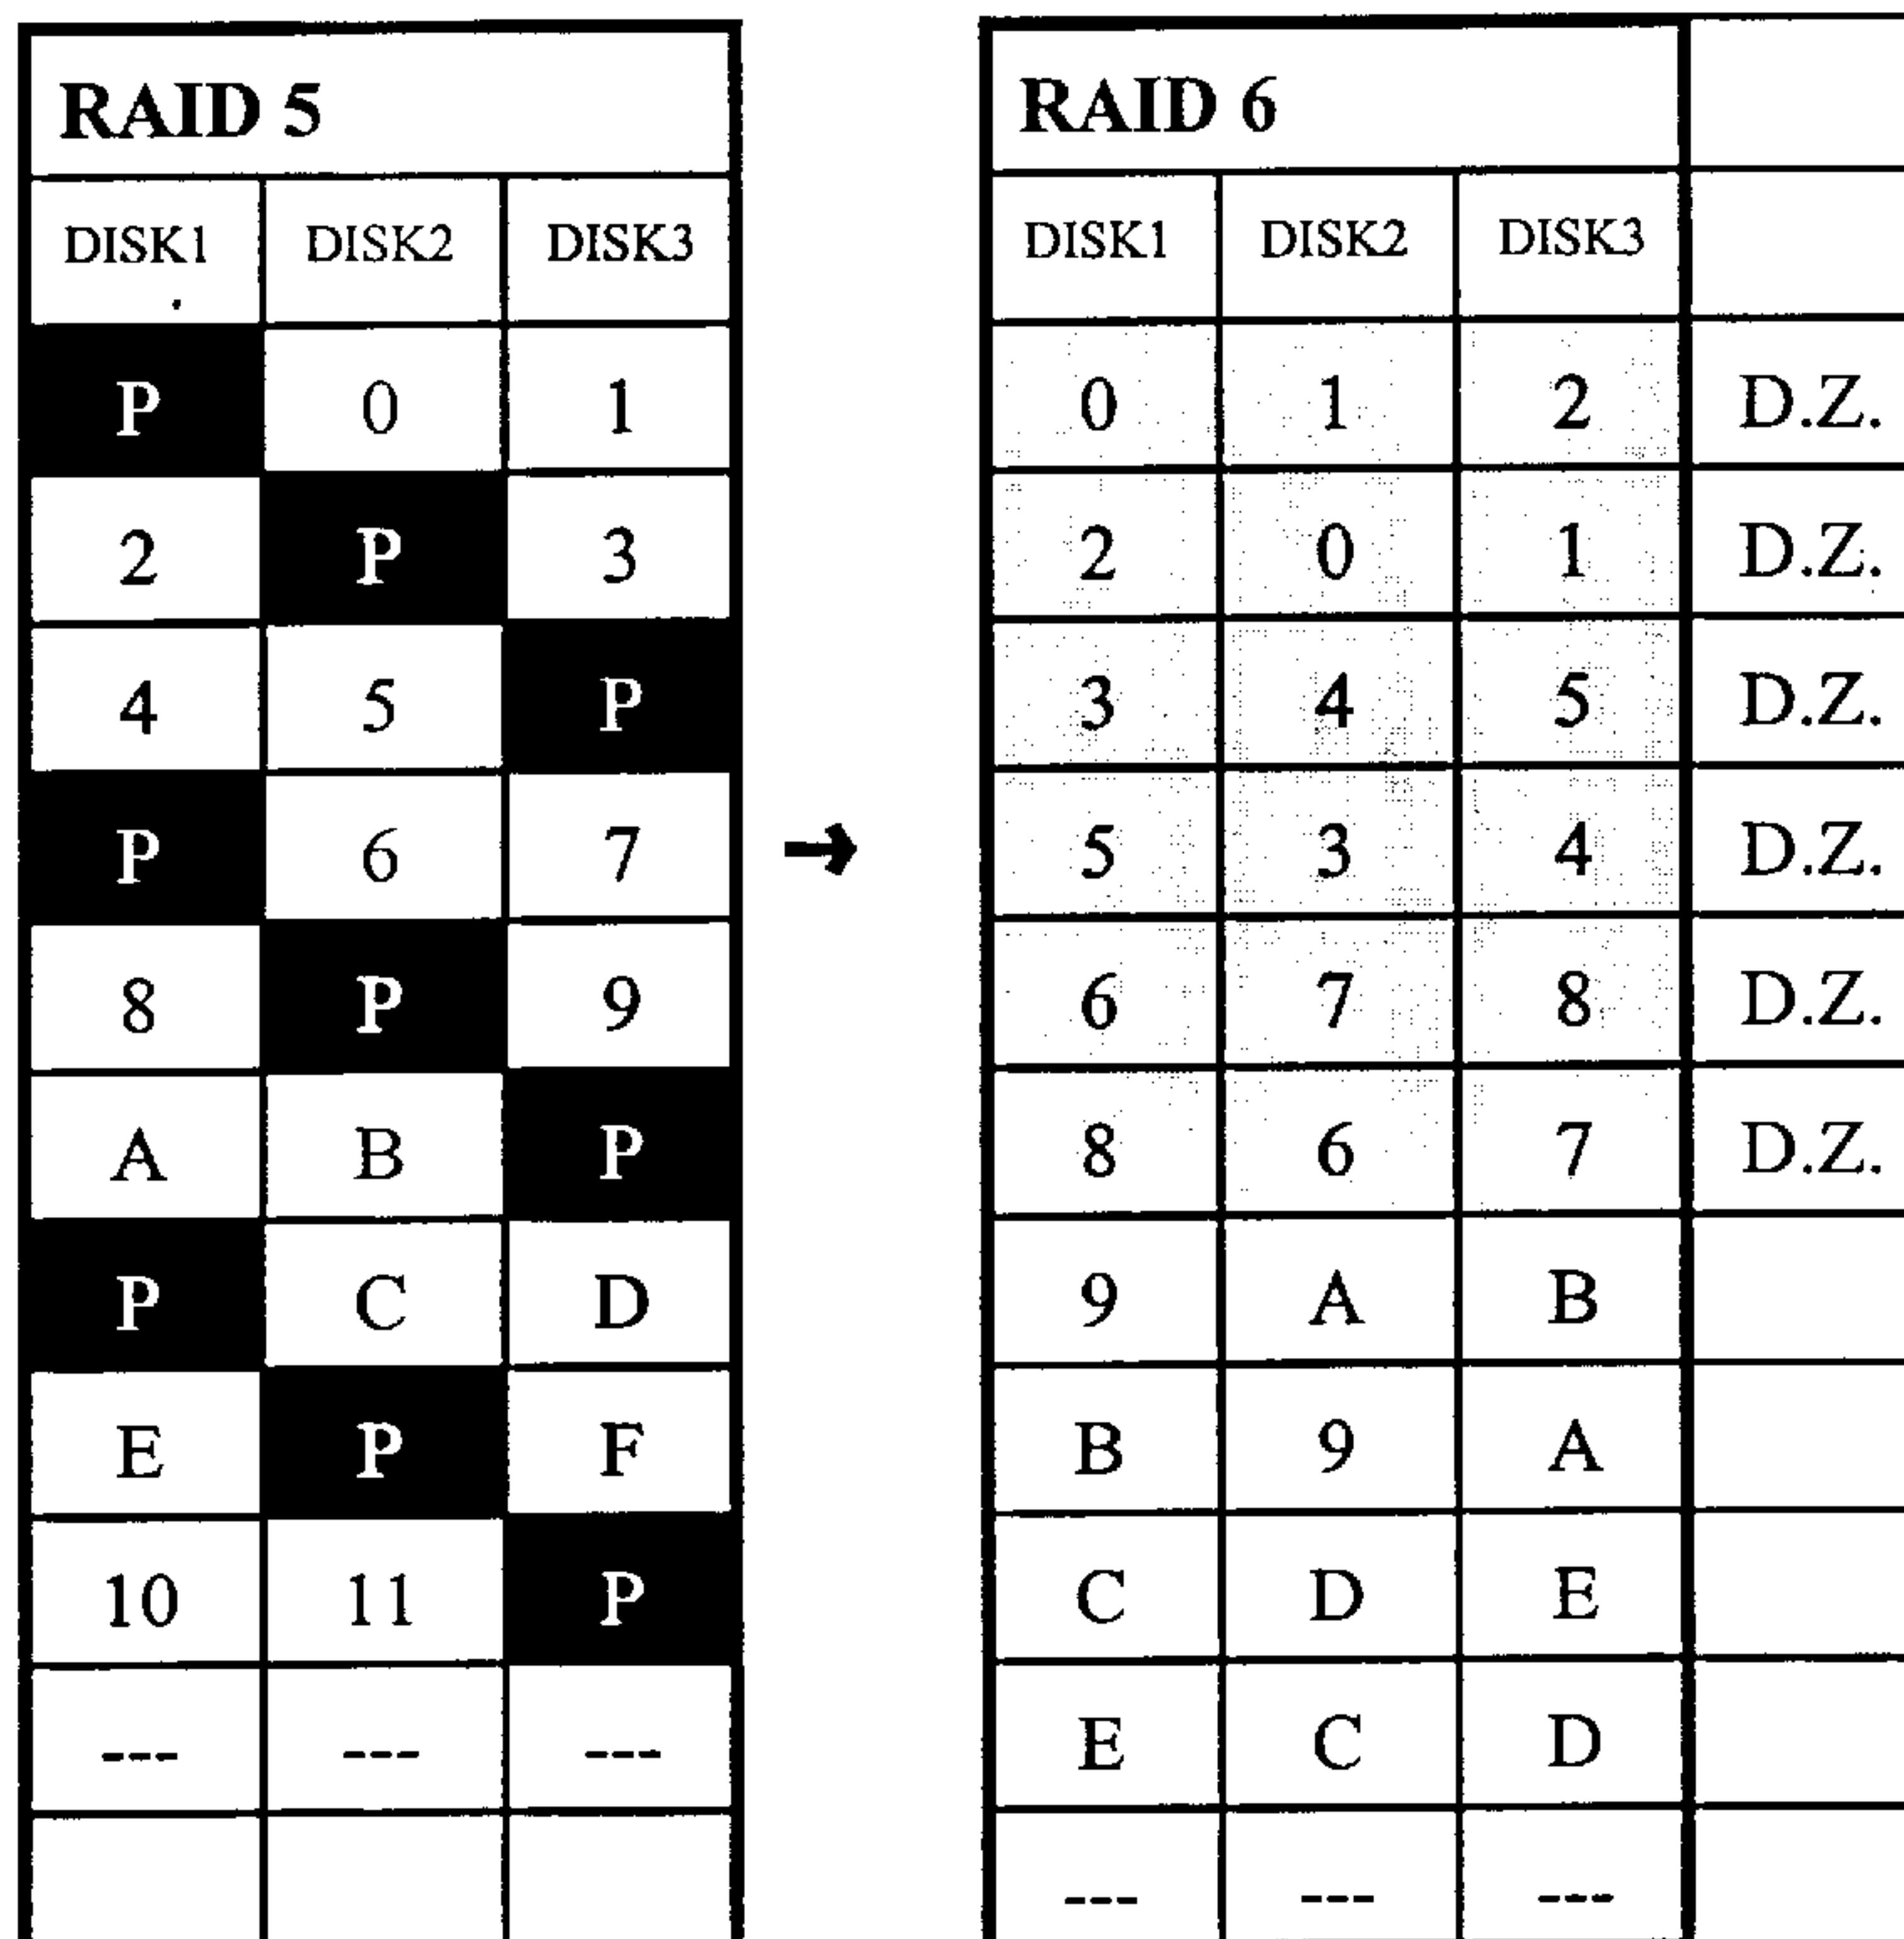 RAID 5
DISK1 DISK2 DISK3
P 0 1
2 P 3
4 5 P
P 6 7
8 P 9
A B P
P C D
E P F
10 11 P
--- --- ---
→
RAID 6
DISK1 DISK2 DISK3
0 1 2 D.Z.
2 0 1 D.Z.
3 4 5 D.Z.
5 3 4 D.Z.
6 7 8 D.Z.
8 6 7 D.Z.
9 A B
B 9 A
C D E
E C D
--- --- ---